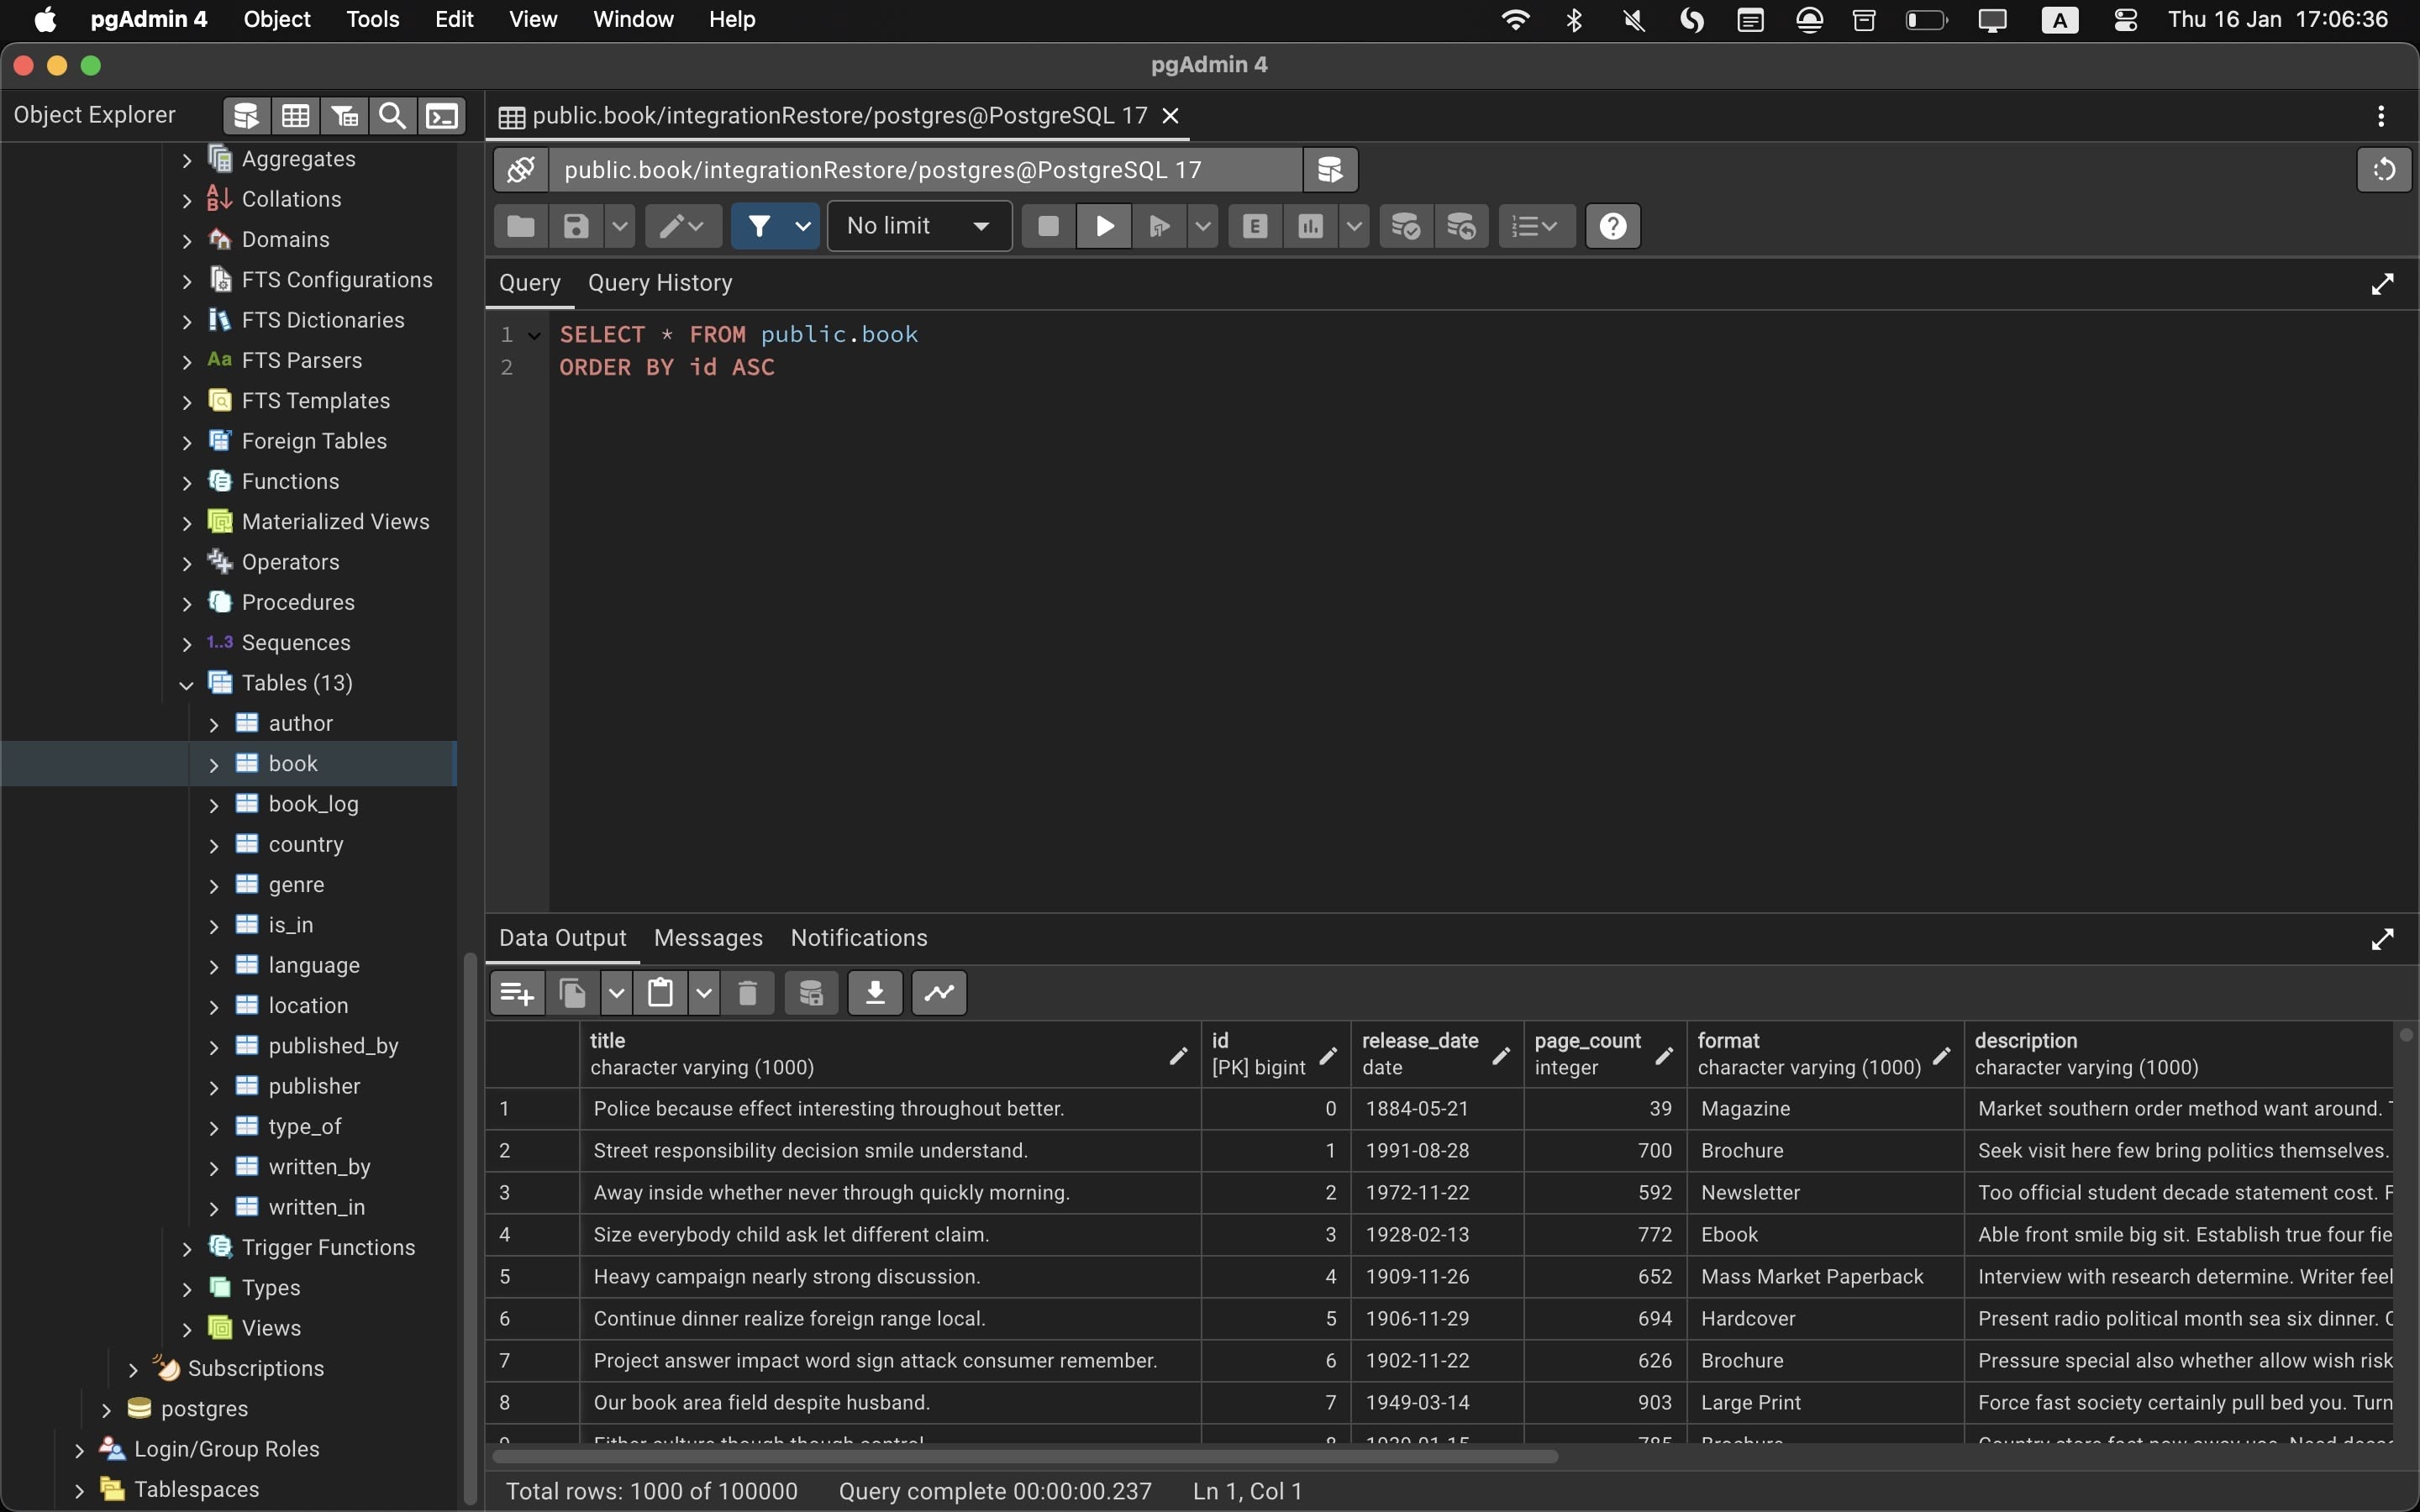 pgAdmin 4 Object Tools Edit View Window Help A Thu 16 Jan 17:06:36
pgAdmin 4
Object Explorer
Aggregates
Collations
Domains
FTS Configurations
FTS Dictionaries
Aa FTS Parsers
FTS Templates
Foreign Tables
Functions
Materialized Views
Operators
Procedures
1..3 Sequences
Tables (13)
author
book
book_log
country
genre
is_in
language
location
published_by
publisher
type_of
written_by
written_in
Trigger Functions
Types
Views
Subscriptions
postgres
Login/Group Roles
Tablespaces
public.book/integrationRestore/postgres@PostgreSQL 17
public.book/integrationRestore/postgres@PostgreSQL 17
No limit E
Query Query History
1 SELECT * FROM public.book
2 ORDER BY id ASC
Data Output Messages Notifications
title id release_date page_count format description
character varying (1000) [PK] bigint date integer character varying (1000) character varying (1000)
1 Police because effect interesting throughout better. 0 1884-05-21 39 Magazine Market southern order method want around.
2 Street responsibility decision smile understand. 1 1991-08-28 700 Brochure Seek visit here few bring politics themselves.
3 Away inside whether never through quickly morning. 2 1972-11-22 592 Newsletter Too official student decade statement cost.
4 Size everybody child ask let different claim. 3 1928-02-13 772 Ebook Able front smile big sit. Establish true four fie
5 Heavy campaign nearly strong discussion. 4 1909-11-26 652 Mass Market Paperback Interview with research determine. Writer feel
6 Continue dinner realize foreign range local. 5 1906-11-29 694 Hardcover Present radio political month sea six dinner.
7 Project answer impact word sign attack consumer remember. 6 1902-11-22 626 Brochure Pressure special also whether allow wish risk
8 Our book area field despite husband. 7 1949-03-14 903 Large Print Force fast society certainly pull bed you. Turn
Total rows: 1000 of 100000 Query complete 00:00:00.237 Ln 1, Col 1